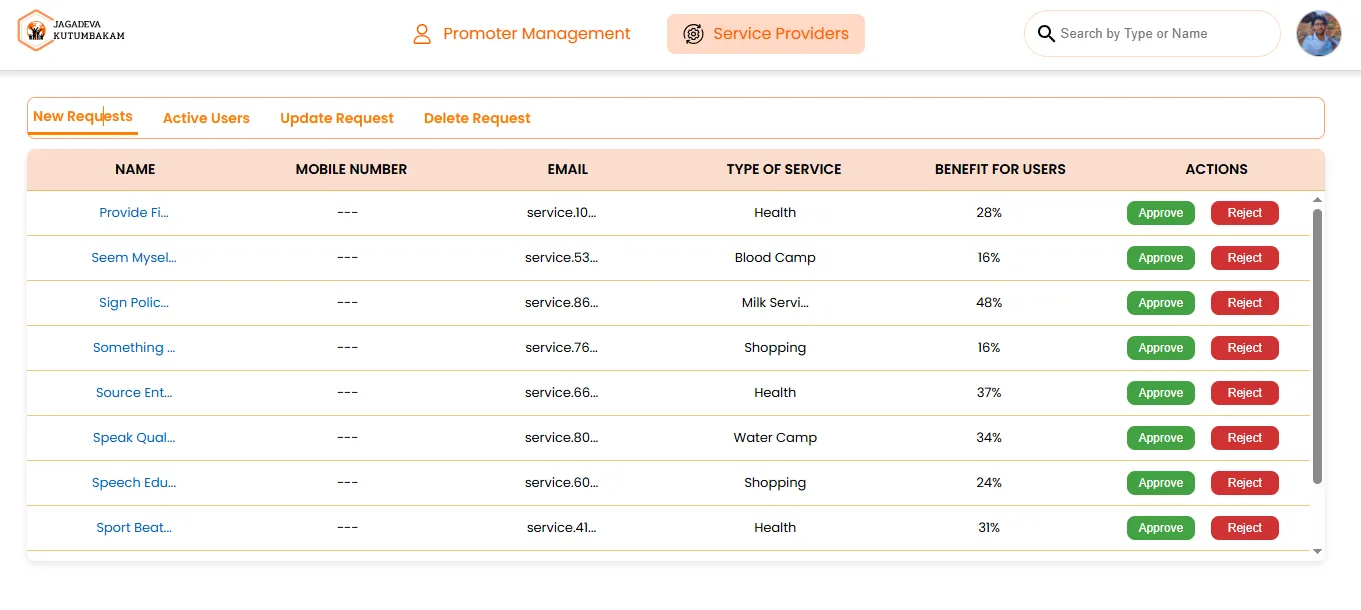 JAGADEVA
KUTUMBAKAM
Promoter Management
Service Providers
Search by Type or Name
New Requests
Active Users
Update Request
Delete Request
NAME MOBILE NUMBER EMAIL TYPE OF SERVICE BENEFIT FOR USERS ACTIONS
Provide Fi... --- service.10... Health 28% Approve Reject
Seem Mysel... --- service.53... Blood Camp 16% Approve Reject
Sign Polic... --- service.86... Milk Servi... 48% Approve Reject
Something ... --- service.76... Shopping 16% Approve Reject
Source Ent... --- service.66... Health 37% Approve Reject
Speak Qual... --- service.80... Water Camp 34% Approve Reject
Speech Edu... --- service.60... Shopping 24% Approve Reject
Sport Beat... --- service.41... Health 31% Approve Reject